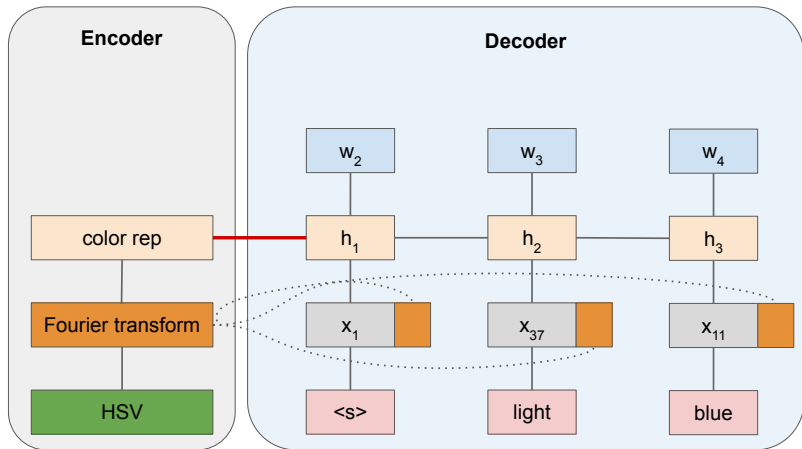 Encoder
Decoder
w₂
w₃
w₄
color rep
h₁
h₂
h₃
Fourier transform
x₁
x₃₇
x₁₁
HSV
<s>
light
blue